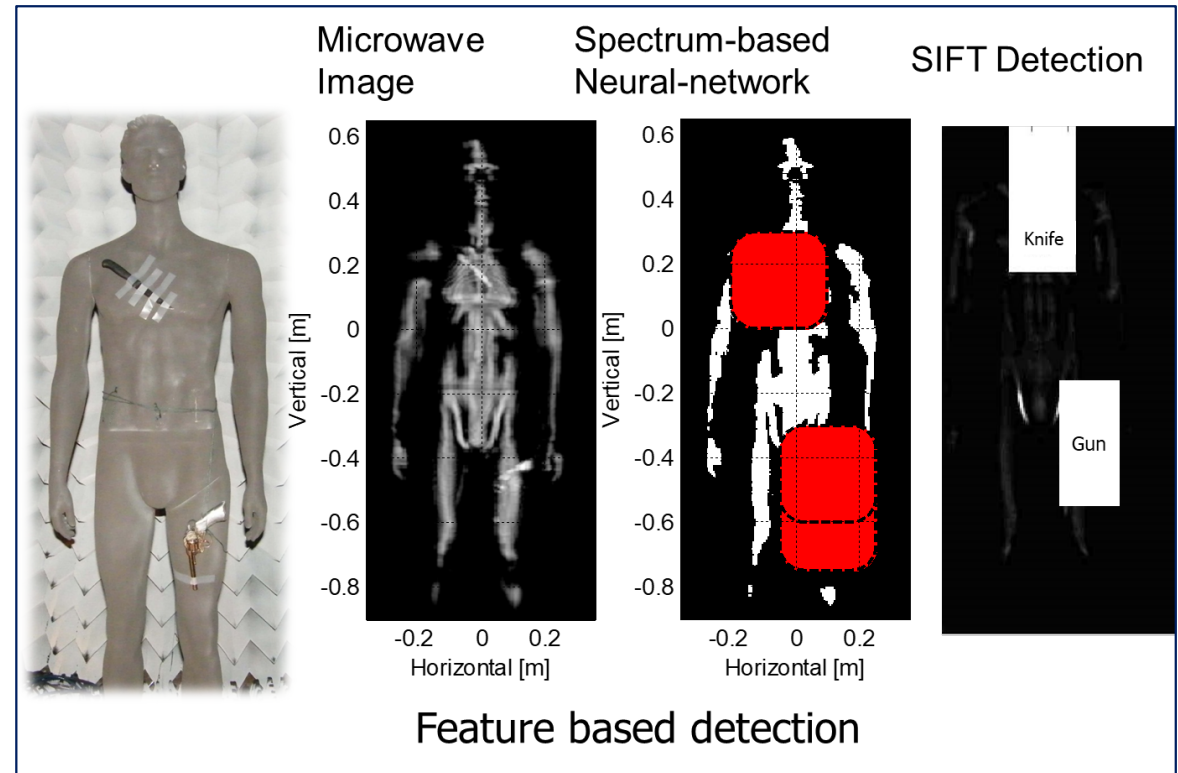 Microwave
Image
Spectrum-based
Neural-network
SIFT Detection
0.6
0.4
0.2
0
-0.2
-0.4
-0.6
-0.8
Vertical [m]
-0.2 0 0.2
Horizontal [m]
0.6
0.4
0.2
0
-0.2
-0.4
-0.6
-0.8
Vertical [m]
-0.2 0 0.2
Horizontal [m]
Knife
Gun
Feature based detection